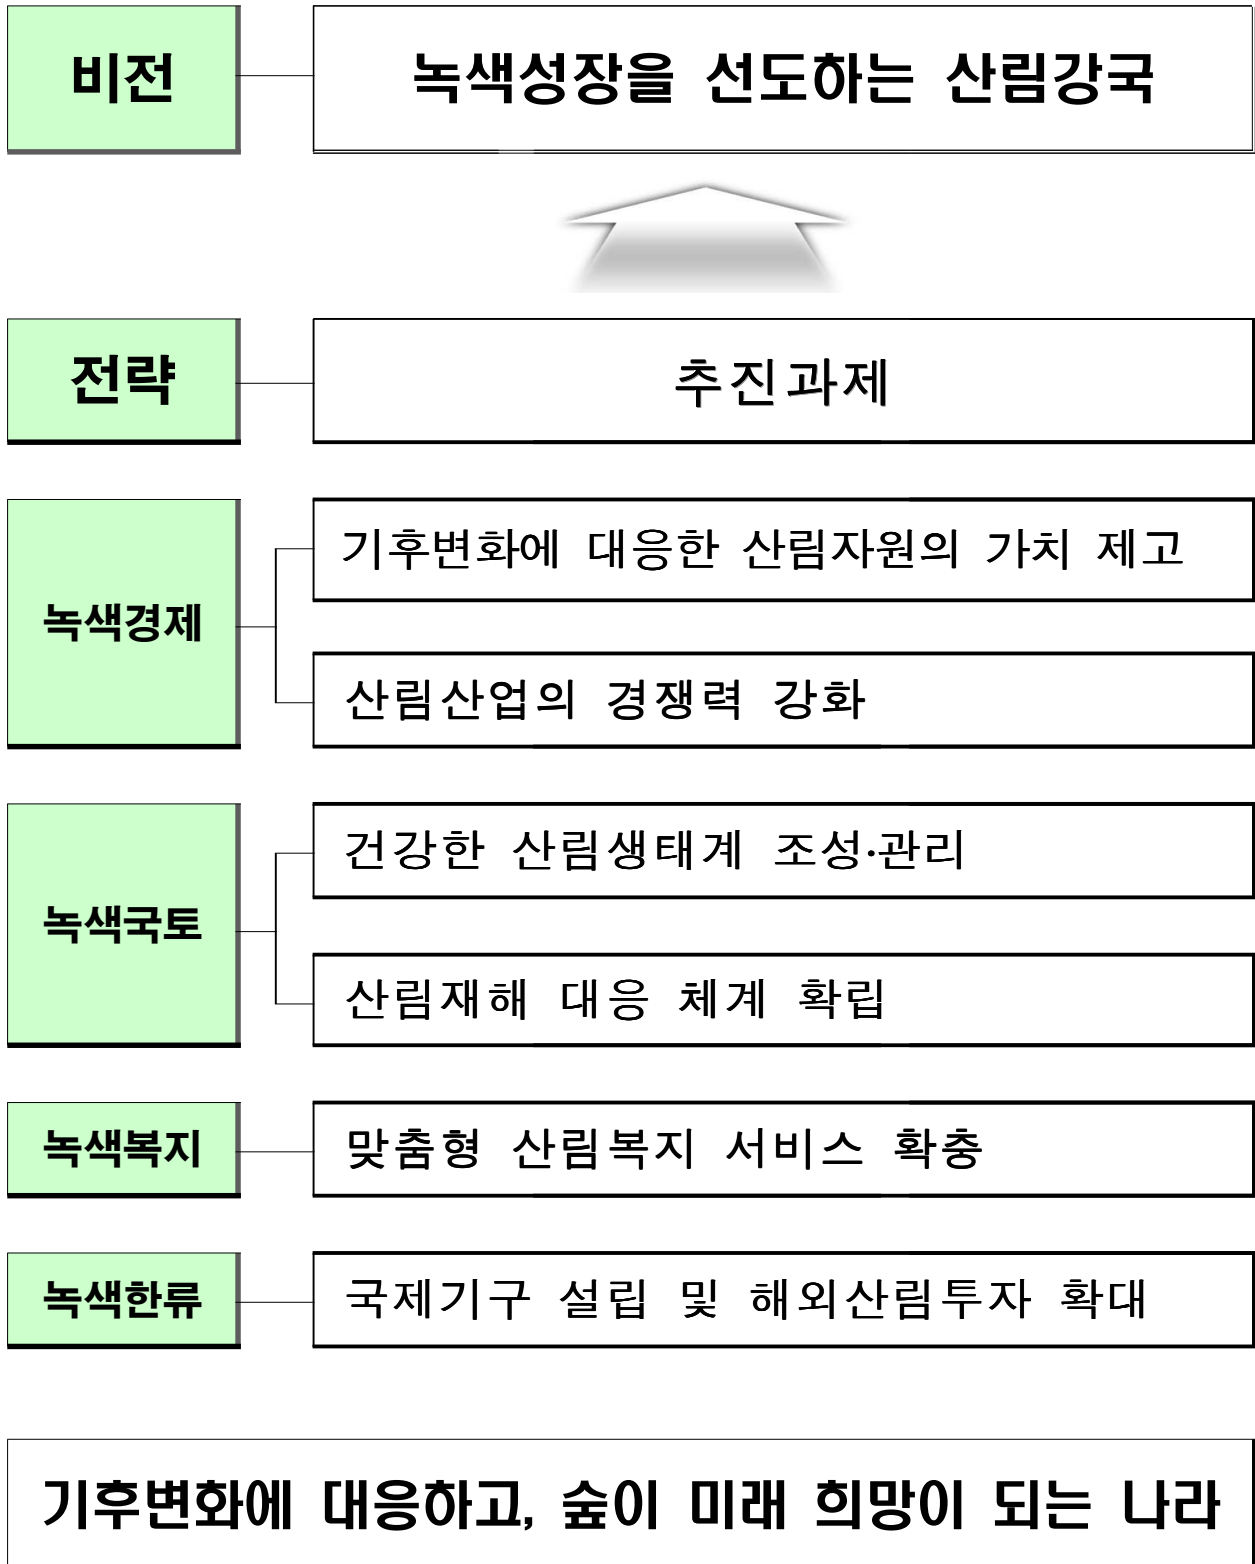 비전
녹색성장을 선도하는 산림강국
전략
추진과제
녹색경제
기후변화에 대응한 산림자원의 가치 제고
산림산업의 경쟁력 강화
녹색국토
건강한 산림생태계 조성·관리
산림재해 대응 체계 확립
녹색복지
맞춤형 산림복지 서비스 확충
녹색한류
국제기구 설립 및 해외산림투자 확대
기후변화에 대응하고, 숲이 미래 희망이 되는 나라